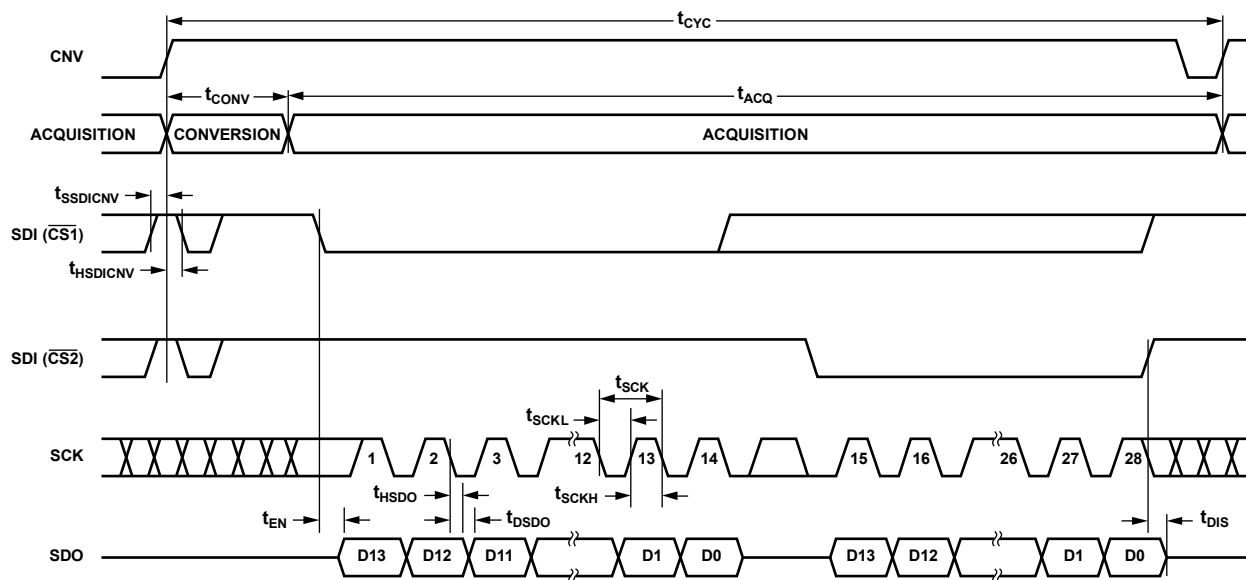 tCYC
CNV
tCONV
tACQ
ACQUISITION
CONVERSION
ACQUISITION
tSSDICNV
SDI (CS1)
tHSDICNV
SDI (CS2)
tSCK
tSCKL
SCK
1 2 3 12 13 14 15 16 26 27 28
tHSDO
tSCKH
tEN
tDSDO
tDIS
SDO
D13 D12 D11 D1 D0 D13 D12 D1 D0